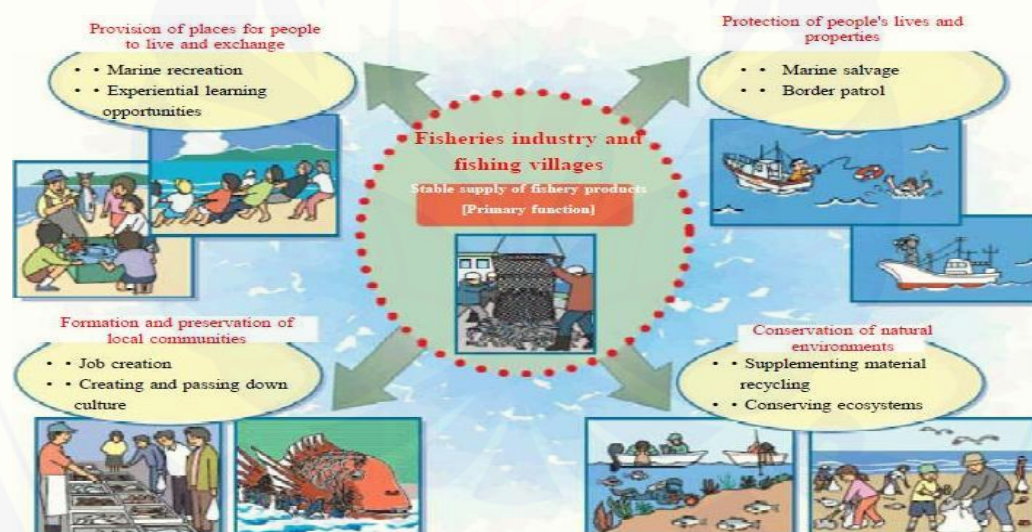 Provision of places for people
to live and exchange
• • Marine recreation
• • Experiential learning
opportunities
Protection of people's lives and
properties
• • Marine salvage
• • Border patrol
Fisheries industry and
fishing villages
Stable supply of fishery products
[Primary function]
Formation and preservation of
local communities
• • Job creation
• • Creating and passing down
culture
Conservation of natural
environments
• • Supplementing material
recycling
• • Conserving ecosystems